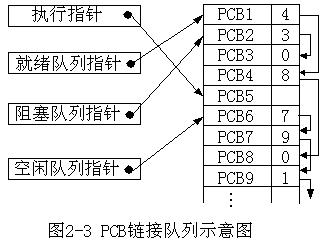 执行指针
就绪队列指针
阻塞队列指针
空闲队列指针
PCB1 4
PCB2 3
PCB3 0
PCB4 8
PCB5
PCB6 7
PCB7 9
PCB8 0
PCB9 1
⋮
图2-3 PCB链接队列示意图